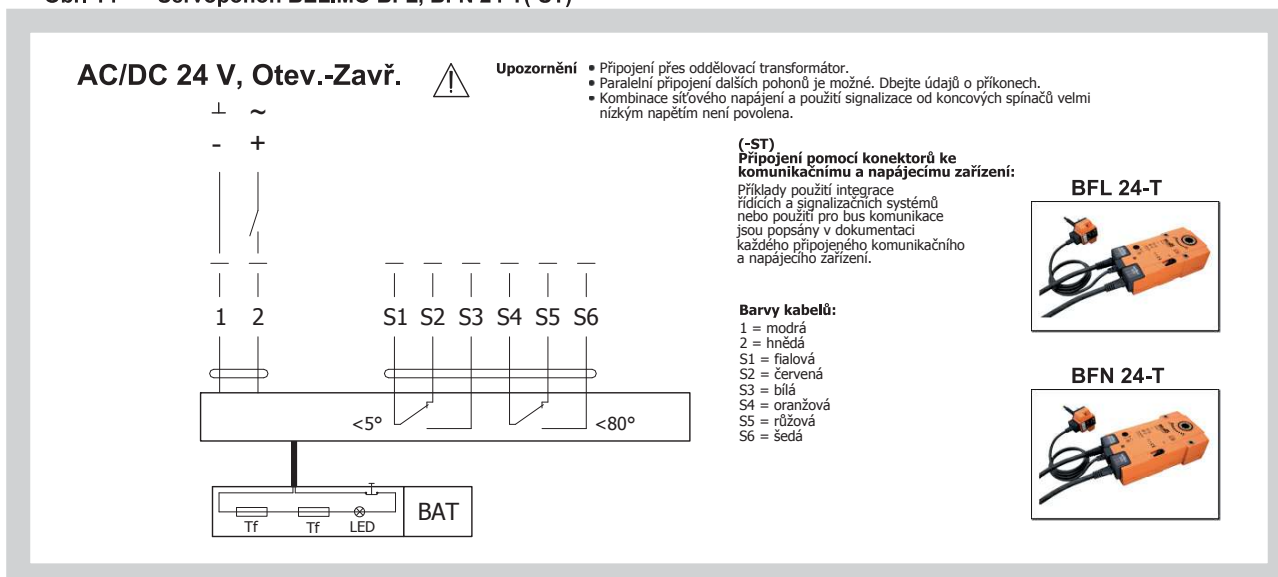 AC/DC 24 V, Otev.-Zavř.
Upozornění
• Připojení přes oddělovací transformátor.
• Paralelní připojení dalších pohonů je možné. Dbejte údajů o příkonech.
• Kombinace síťového napájení a použití signalizace od koncových spínačů velmi
nízkým napětím není povolena.
⊥ ~
- +
1 2 S1 S2 S3 S4 S5 S6
<5° <80°
Tf Tf LED BAT
(-ST)
Připojení pomocí konektorů ke
komunikačnímu a napájecímu zařízení:
Příklady použití integrace
řídících a signalizačních systémů
nebo použití pro bus komunikace
jsou popsány v dokumentaci
každého připojeného komunikačního
a napájecího zařízení.
Barvy kabelů:
1 = modrá
2 = hnědá
S1 = fialová
S2 = červená
S3 = bílá
S4 = oranžová
S5 = růžová
S6 = šedá
BFL 24-T
BFN 24-T